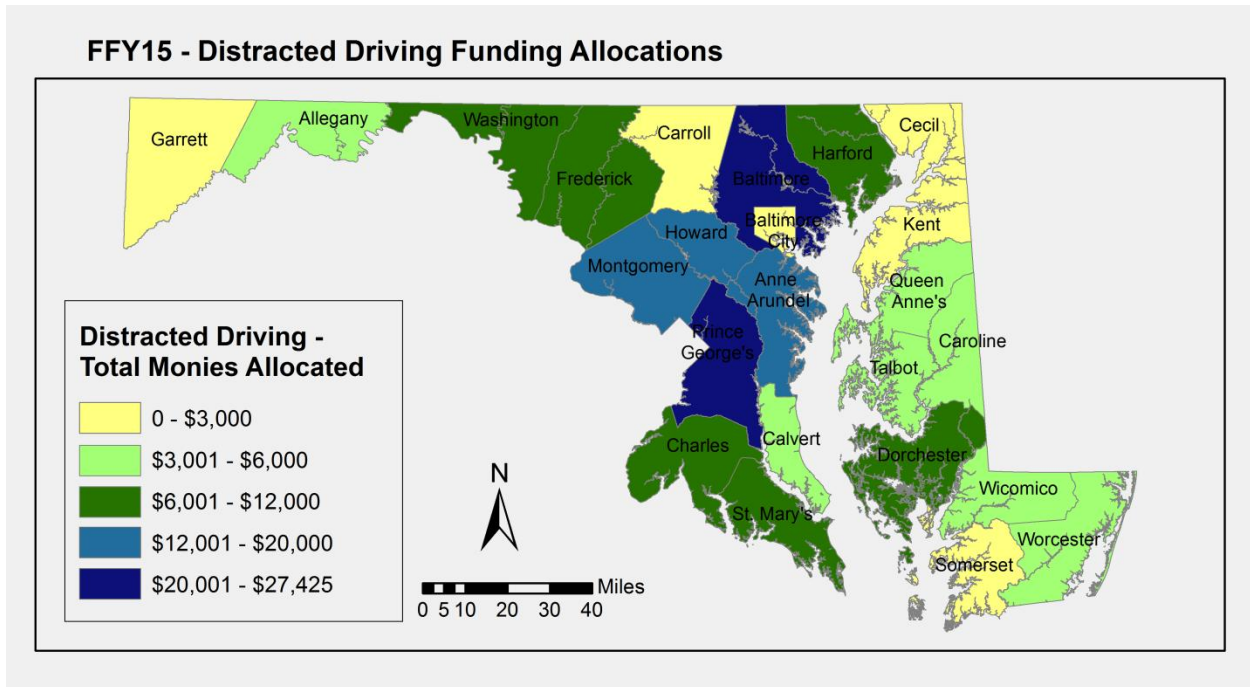 FFY15 - Distracted Driving Funding Allocations
Garrett
Allegany
Washington
Frederick
Carroll
Baltimore
Harford
Cecil
Baltimore
City
Kent
Howard
Montgomery
Anne
Arundel
Queen
Anne's
Prince
George's
Caroline
Talbot
Charles
Calvert
Dorchester
St. Mary's
Wicomico
Worcester
Somerset
Distracted Driving -
Total Monies Allocated
0 - $3,000
$3,001 - $6,000
$6,001 - $12,000
$12,001 - $20,000
$20,001 - $27,425
N
Miles
0 5 10 20 30 40